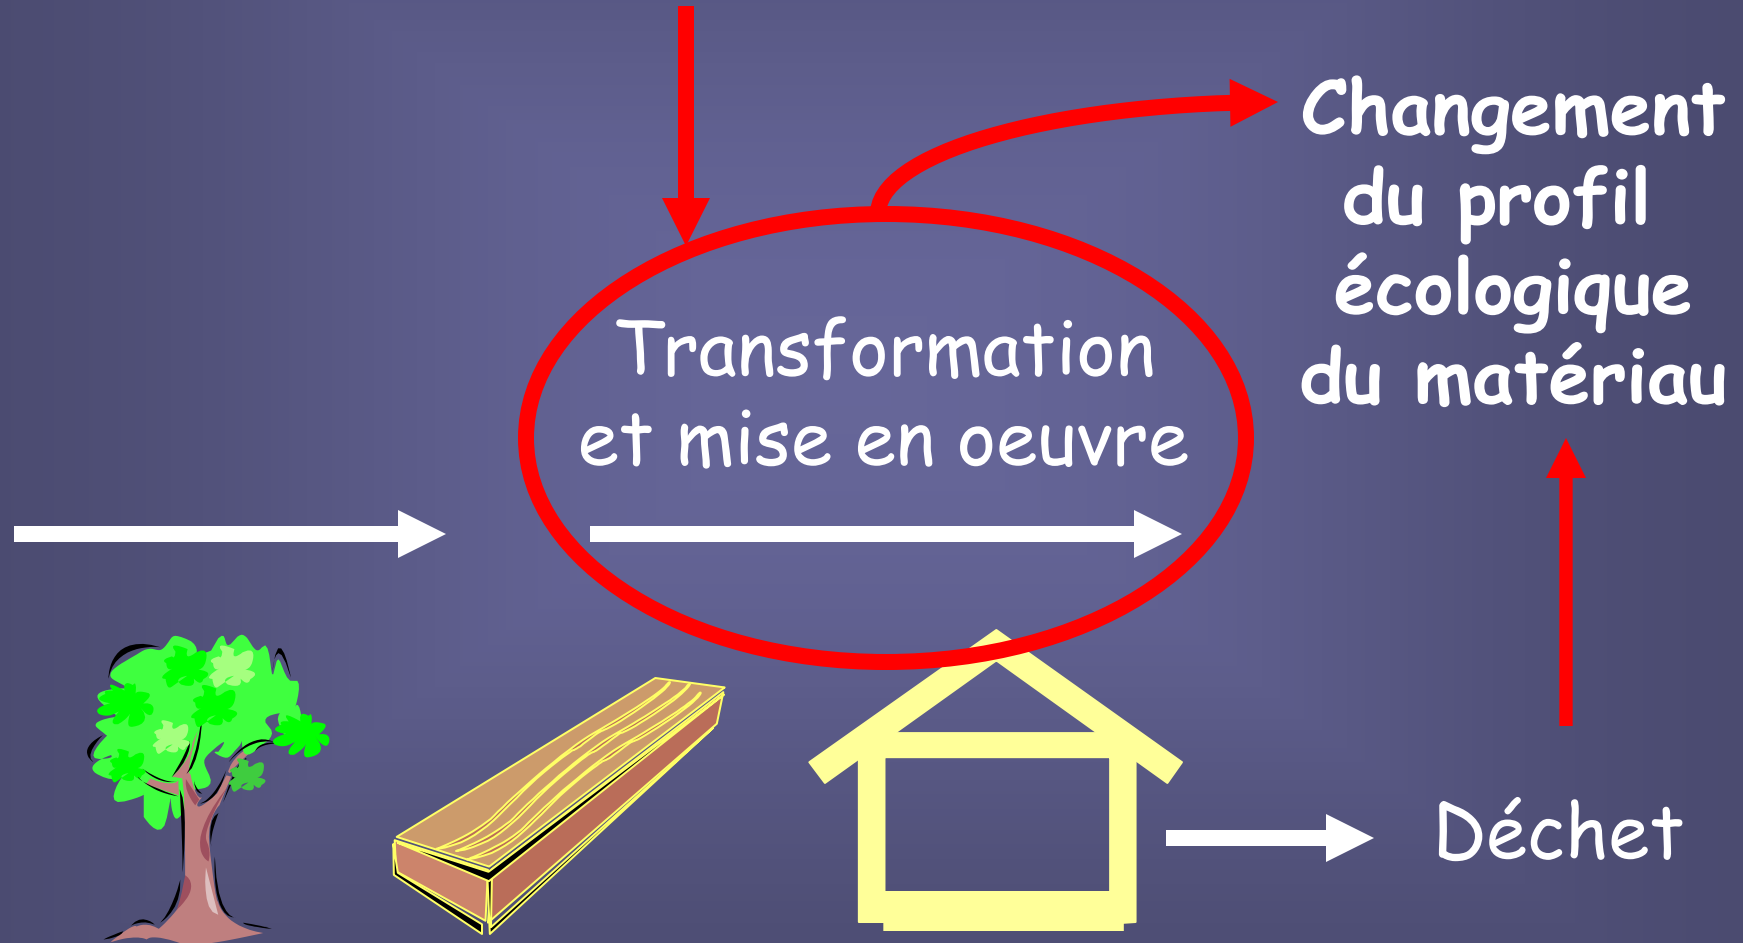 Changement
du profil
écologique
du matériau
Transformation
et mise en oeuvre
Déchet